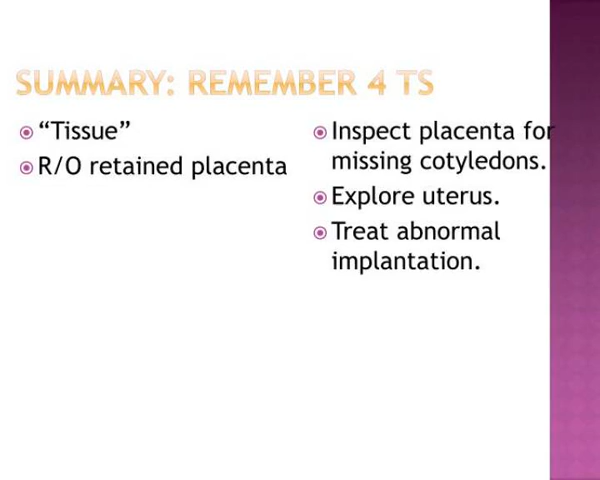 SUMMARY: REMEMBER 4 TS
“Tissue”
R/O retained placenta
Inspect placenta for
missing cotyledons.
Explore uterus.
Treat abnormal
implantation.